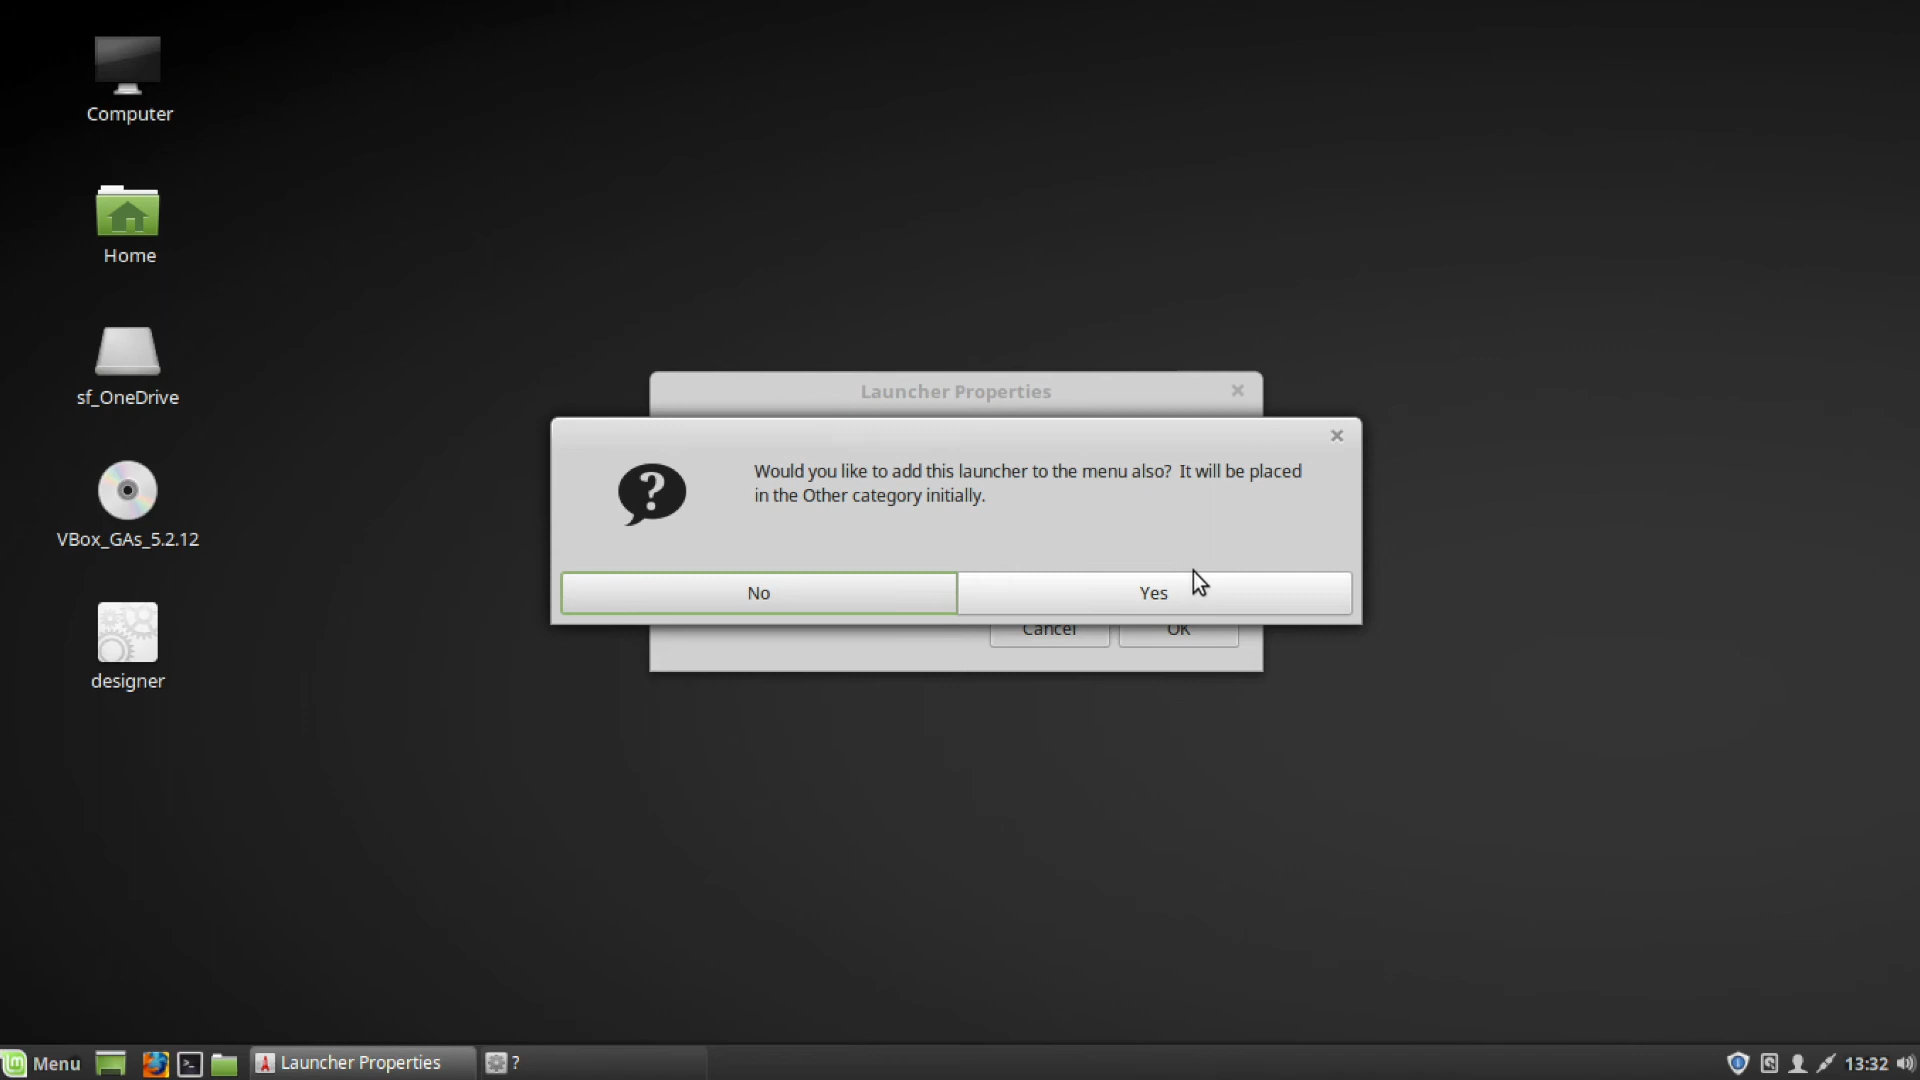 Computer
Home
sf_OneDrive
VBox_GAs_5.2.12
designer
Launcher Properties
Would you like to add this launcher to the menu also? It will be placed
in the Other category initially.
No
Yes
Cancel
OK
Menu
Launcher Properties
?
13:32